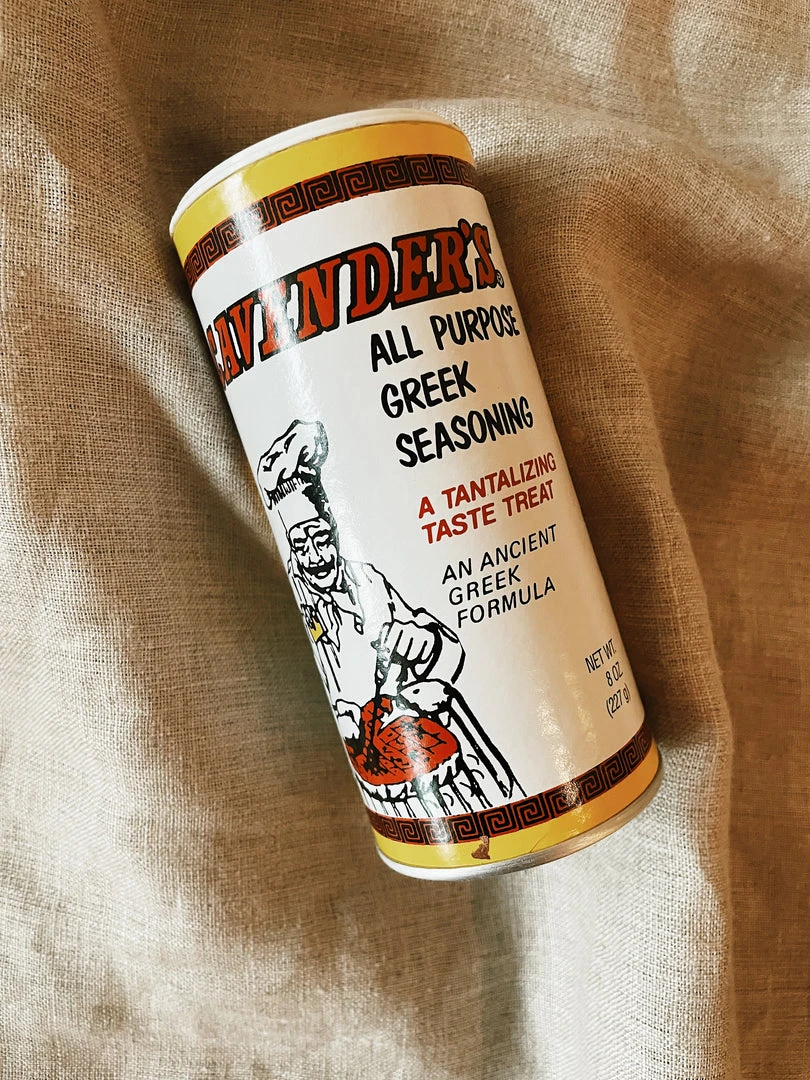 CAVENDER'S®
ALL PURPOSE
GREEK
SEASONING
A TANTALIZING
TASTE TREAT
AN ANCIENT
GREEK
FORMULA
NET WT.
8 OZ
(227 g)